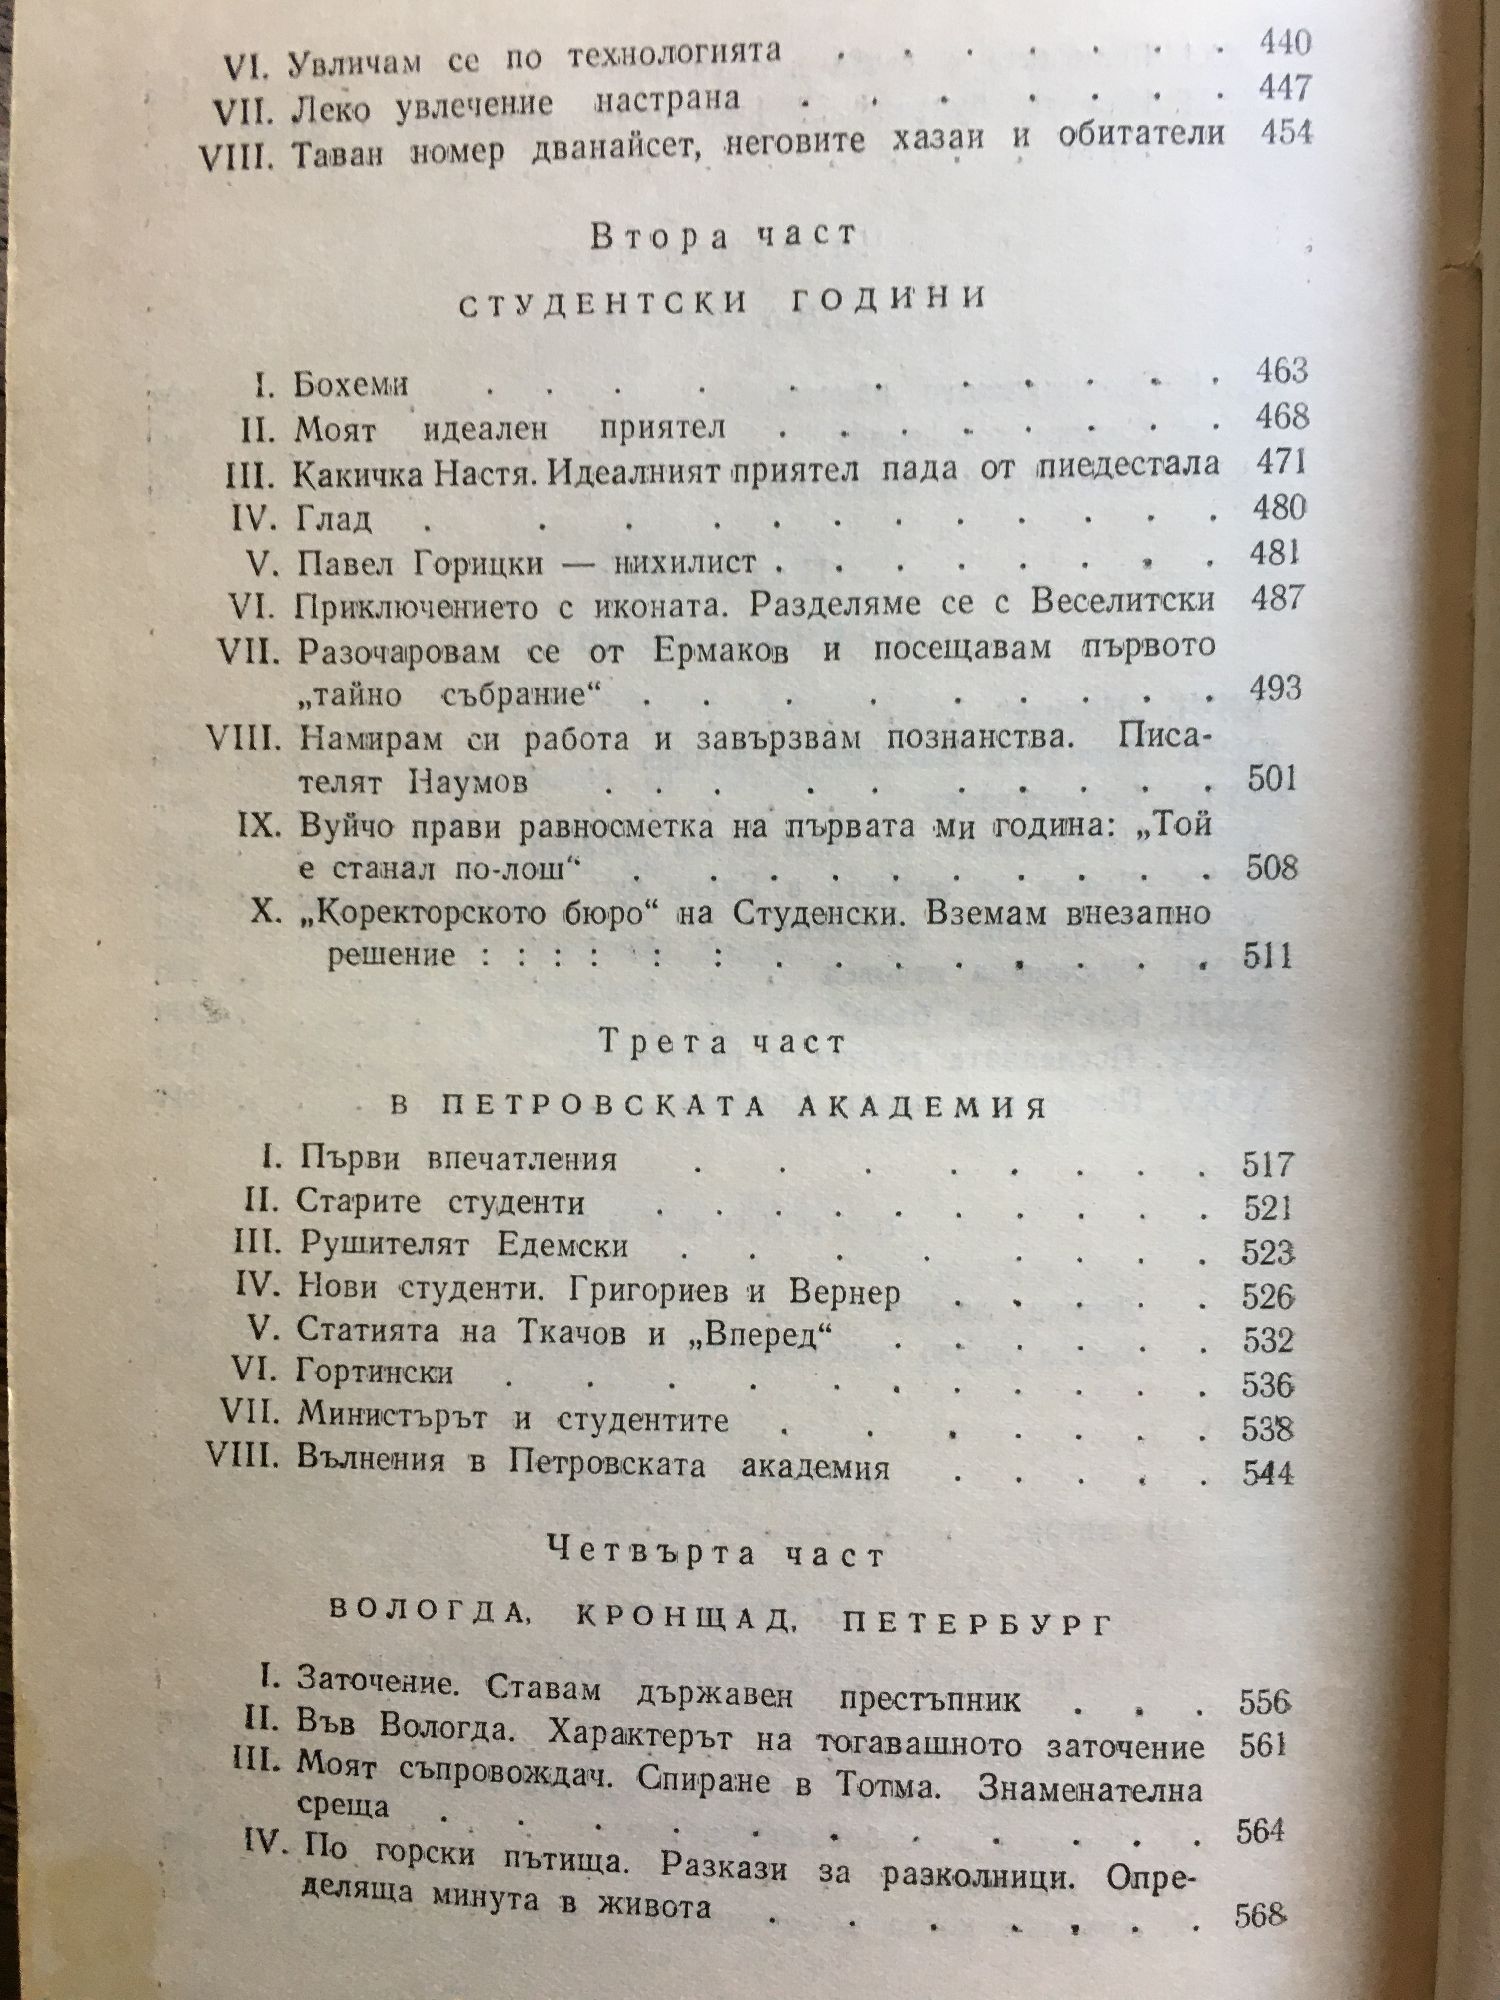 VI. Увличам се по технологията . . . . . . . 440
VII. Леко увлечение настрана . . . . . . . 447
VIII. Таван номер дванайсет, неговите хазаи и обитатели 454
Втора част
СТУДЕНТСКИ ГОДИНИ
I. Бохеми . . . . . . . . . . . 463
II. Моят идеален приятел . . . . . . . . 468
III. Какичка Настя. Идеалният приятел пада от пиедестала 471
IV. Глад . . . . . . . . . . . . 480
V. Павел Горицки — нихилист . . . . . . . . 481
VI. Приключението с иконата. Разделяме се с Веселитски 487
VII. Разочаровам се от Ермаков и посещавам първото
„тайно събрание“ . . . . . . . . 493
VIII. Намирам си работа и завързвам познанства. Писа-
телят Наумов . . . . . . . . . . 501
IX. Вуйчо прави равносметка на първата ми година: „Той
е станал по-лош“ . . . . . . . . . 508
X. „Коректорското бюро“ на Студенски. Вземам внезапно
решение : : : : : : . . . . . . . . 511
Трета част
В ПЕТРОВСКАТА АКАДЕМИЯ
I. Първи впечатления . . . . . . . . 517
II. Старите студенти . . . . . . . . . . 521
III. Рушителят Едемски . . . . . . . . 523
IV. Нови студенти. Григориев и Вернер . . . . . 526
V. Статията на Ткачов и „Вперед“ . . . . . . 532
VI. Гортински . . . . . . . . . . . 536
VII. Министърът и студентите . . . . . . . 538
VIII. Вълнения в Петровската академия . . . . . 544
Четвърта част
ВОЛОГДА, КРОНЩАД, ПЕТЕРБУРГ
I. Заточение. Ставам държавен престъпник . . . 556
II. Във Вологда. Характерът на тогавашното заточение 561
III. Моят съпровождач. Спиране в Тотма. Знаменателна
среща . . . . . . . . . . 564
IV. По горски пътища. Разкази за разколници. Опре-
деляща минута в живота . . . . . . . 568